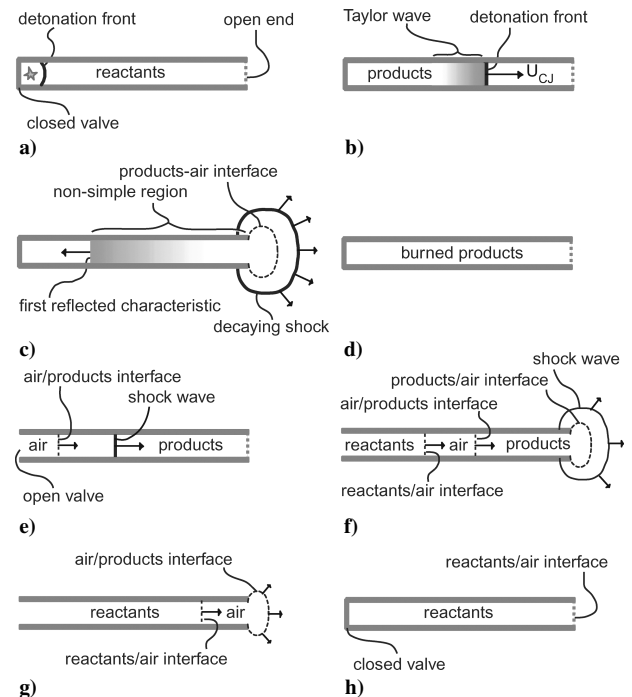 detonation front
open end
reactants
closed valve
a)
Taylor wave
detonation front
products
U_CJ
b)
products-air interface
non-simple region
first reflected characteristic
decaying shock
c)
burned products
d)
air/products interface
shock wave
air
products
open valve
e)
shock wave
products/air interface
air/products interface
reactants
air
products
reactants/air interface
f)
air/products interface
reactants
air
reactants/air interface
g)
reactants/air interface
reactants
closed valve
h)